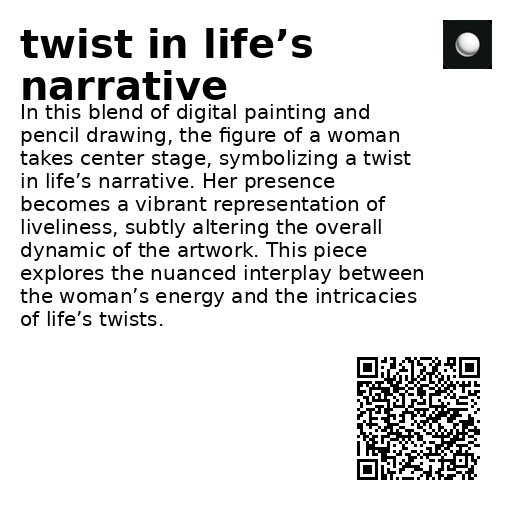 twist in life’s
narrative
In this blend of digital painting and
pencil drawing, the figure of a woman
takes center stage, symbolizing a twist
in life’s narrative. Her presence
becomes a vibrant representation of
liveliness, subtly altering the overall
dynamic of the artwork. This piece
explores the nuanced interplay between
the woman’s energy and the intricacies
of life’s twists.